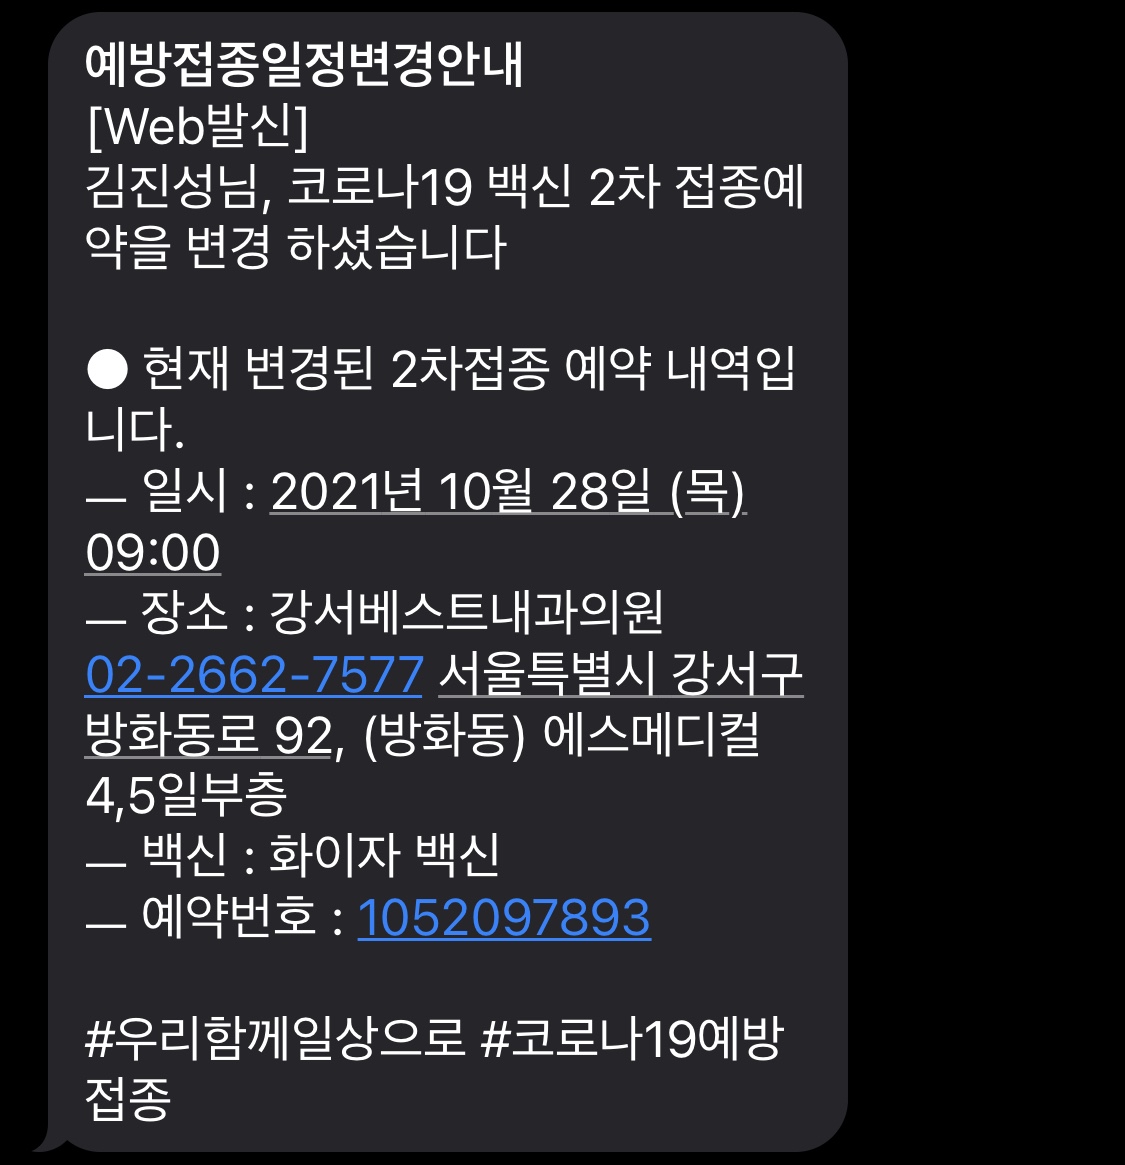 예방접종일정변경안내
[Web발신]
김진성님, 코로나19 백신 2차 접종예
약을 변경 하셨습니다
● 현재 변경된 2차접종 예약 내역입
니다.
— 일시 : 2021년 10월 28일 (목)
09:00
— 장소 : 강서베스트내과의원
02-2662-7577 서울특별시 강서구
방화동로 92, (방화동) 에스메디컬
4,5일부층
— 백신 : 화이자 백신
— 예약번호 : 1052097893
#우리함께일상으로 #코로나19예방
접종